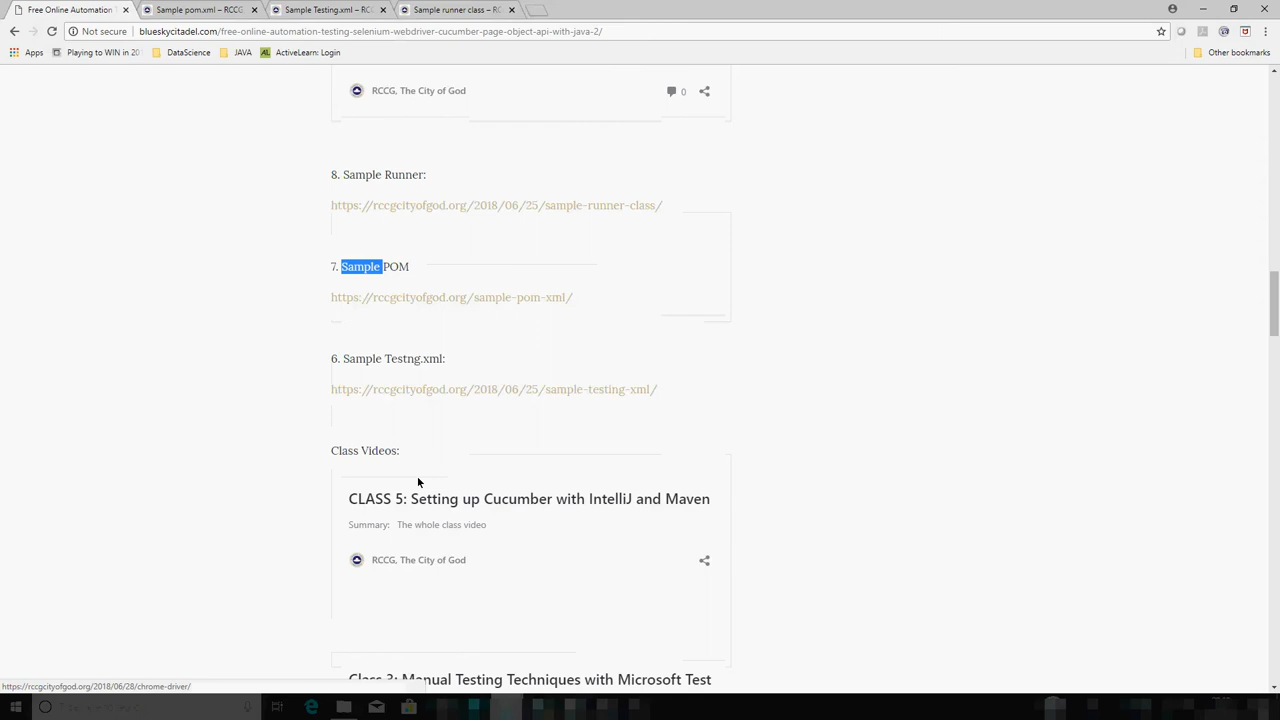 Free Online Automation T
Sample pom.xml – RCCG
Sample Testing.xml – RC
Sample runner class – RC
Not secure
blueskycitadel.com/free-online-automation-testing-selenium-webdriver-cucumber-page-object-api-with-java-2/
Apps
Playing to WIN in 20
DataScience
JAVA
ActiveLearn: Login
Other bookmarks
RCCG, The City of God
0
8. Sample Runner:
https://rccgcityofgod.org/2018/06/25/sample-runner-class/
7. Sample POM
https://rccgcityofgod.org/sample-pom-xml/
6. Sample Testng.xml:
https://rccgcityofgod.org/2018/06/25/sample-testing-xml/
Class Videos:
CLASS 5: Setting up Cucumber with IntelliJ and Maven
Summary: The whole class video
RCCG, The City of God
Class 3: Manual Testing Techniques with Microsoft Test
https://rccgcityofgod.org/2018/06/28/chrome-driver/